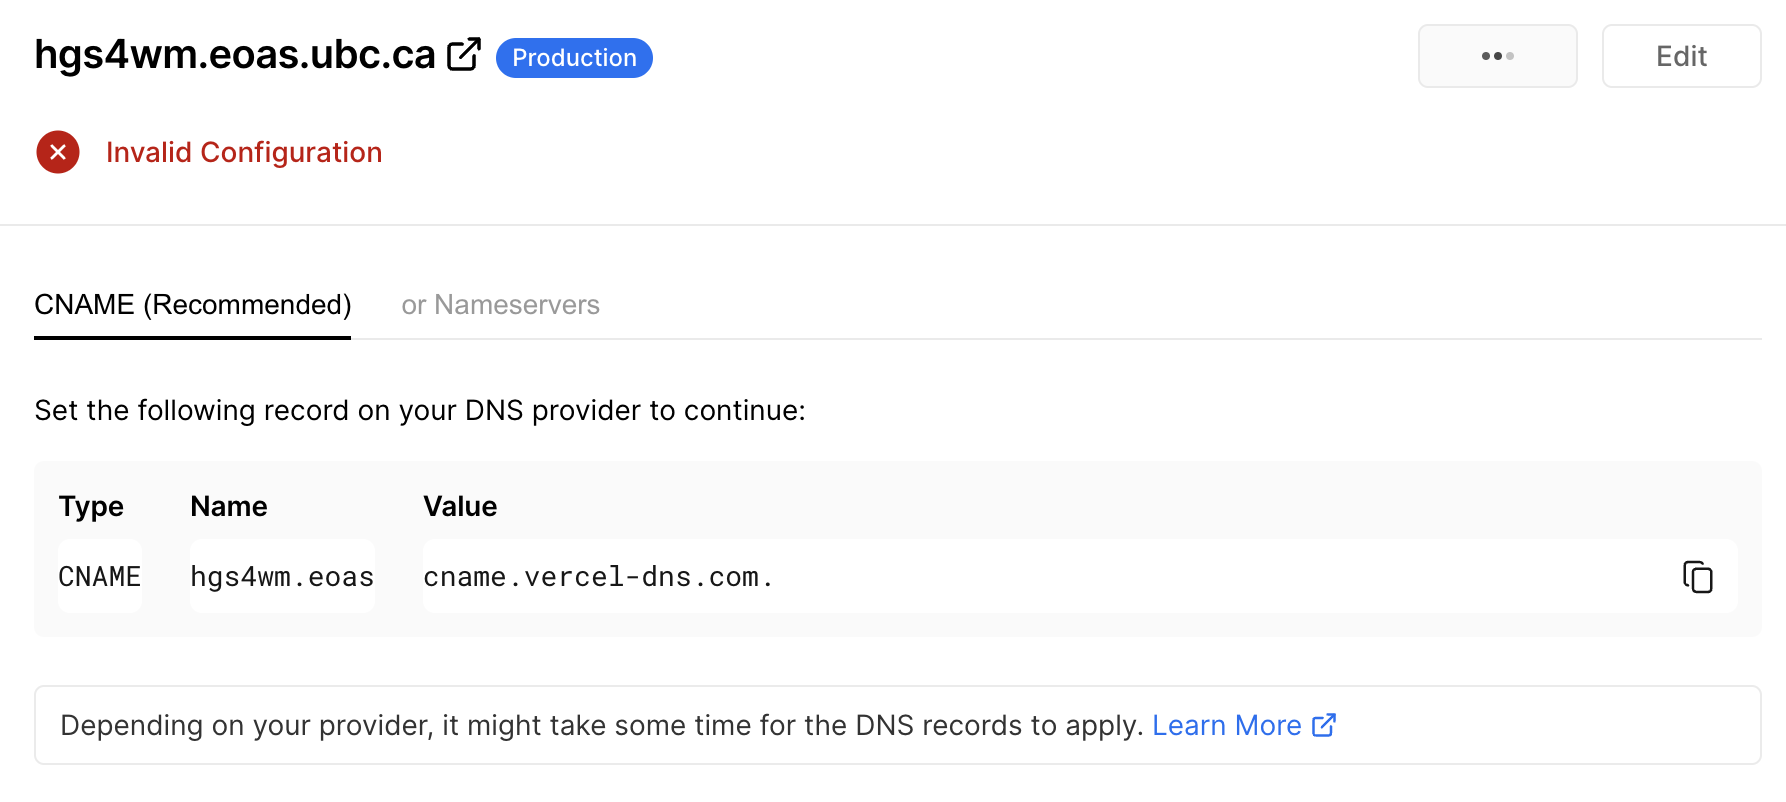 hgs4wm.eoas.ubc.ca Production Edit
Invalid Configuration
CNAME (Recommended) or Nameservers
Set the following record on your DNS provider to continue:
Type Name Value
CNAME hgs4wm.eoas cname.vercel-dns.com.
Depending on your provider, it might take some time for the DNS records to apply. Learn More